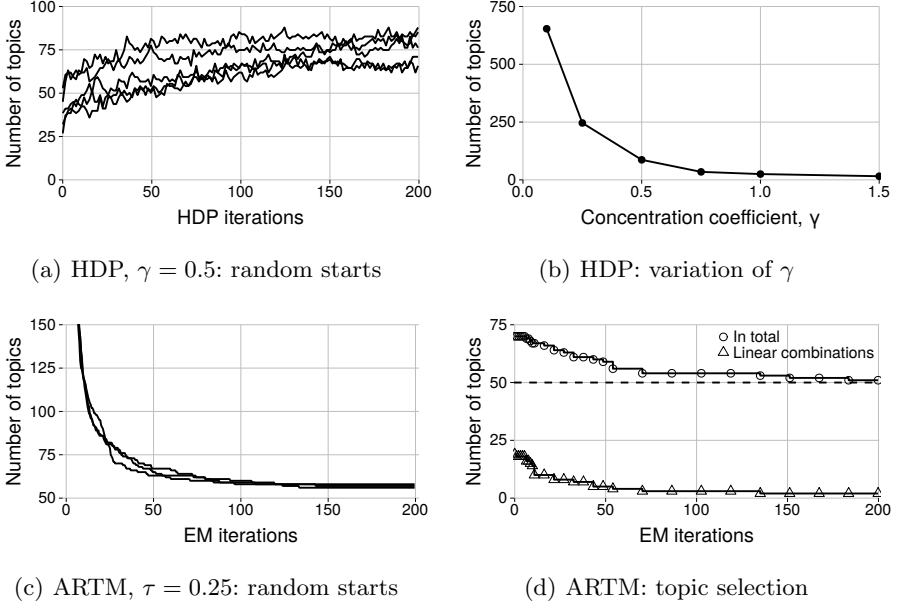 100
75
50
25
0
0 50 100 150 200
Number of topics
HDP iterations
(a) HDP, γ = 0.5: random starts
750
500
250
0
0.0 0.5 1.0 1.5
Number of topics
Concentration coefficient, γ
(b) HDP: variation of γ
150
125
100
75
50
0 50 100 150 200
Number of topics
EM iterations
(c) ARTM, τ = 0.25: random starts
75
50
25
0
0 50 100 150 200
Number of topics
In total
Linear combinations
EM iterations
(d) ARTM: topic selection